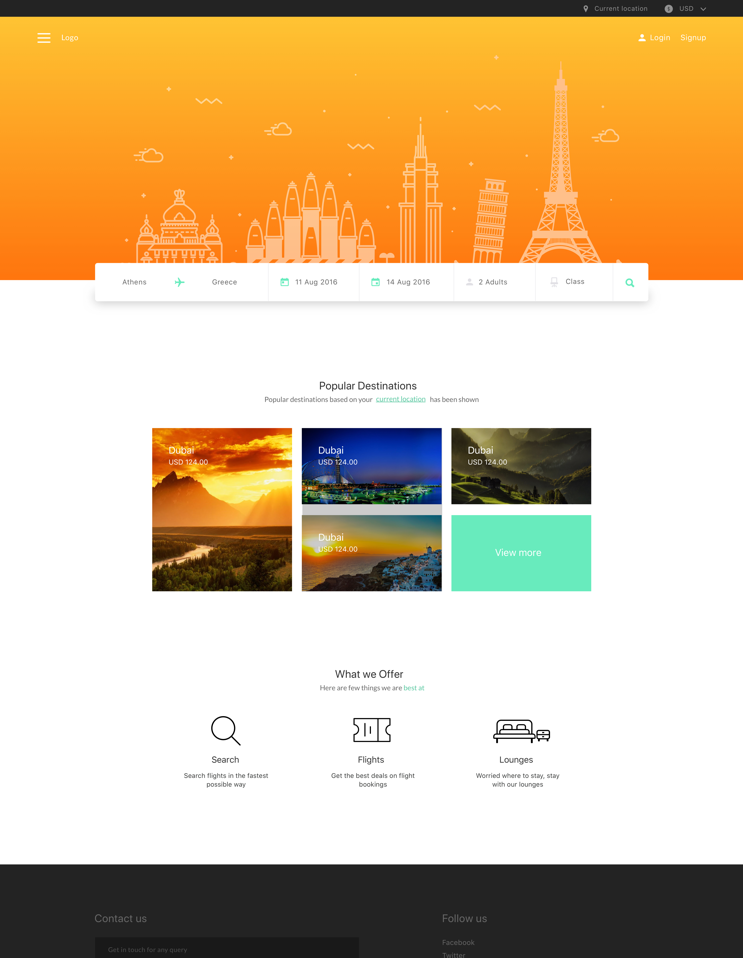 Current location
USD
Logo
Login
Signup
Athens
Greece
11 Aug 2016
14 Aug 2016
2 Adults
Class
Popular Destinations
Popular destinations based on your current location has been shown
Dubai
USD 124.00
Dubai
USD 124.00
Dubai
USD 124.00
Dubai
USD 124.00
View more
What we Offer
Here are few things we are best at
Search
Search flights in the fastest
possible way
Flights
Get the best deals on flight
bookings
Lounges
Worried where to stay, stay
with our lounges
Contact us
Get in touch for any query
Follow us
Facebook
Twitter